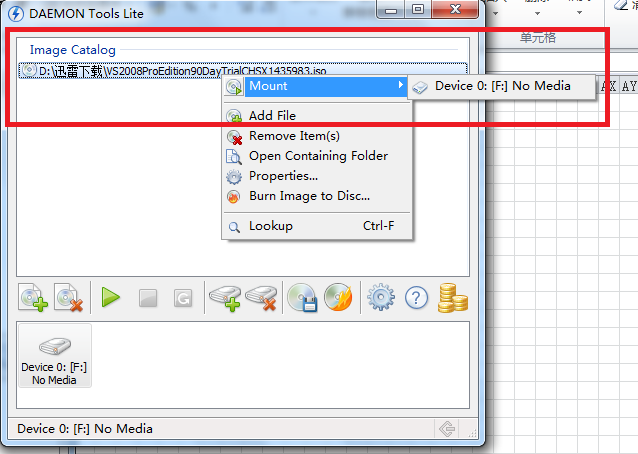 DAEMON Tools Lite
单元格
Image Catalog
D:\迅雷下载\VS2008ProEdition90DayTrialCHSX1435983.iso
Mount
Device 0: [F:] No Media
AX AY
Add File
Remove Item(s)
Open Containing Folder
Properties...
Burn Image to Disc...
Lookup Ctrl-F
Device 0: [F:]
No Media
Device 0: [F:] No Media